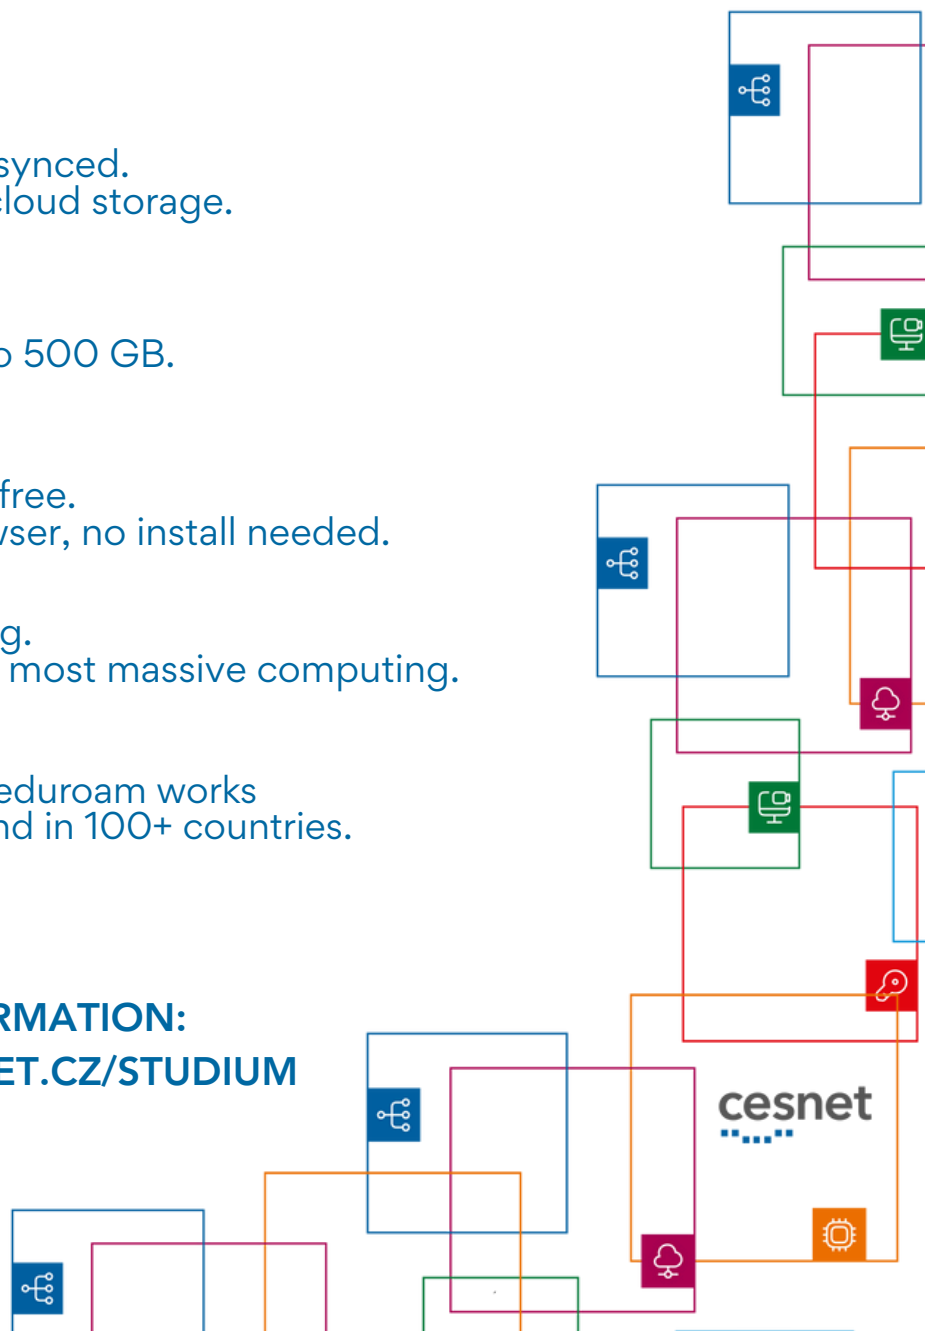 synced.
cloud storage.
500 GB.
free.
wser, no install needed.
g.
most massive computing.
eduroam works
nd in 100+ countries.
RMATION:
ET.CZ/STUDIUM
cesnet